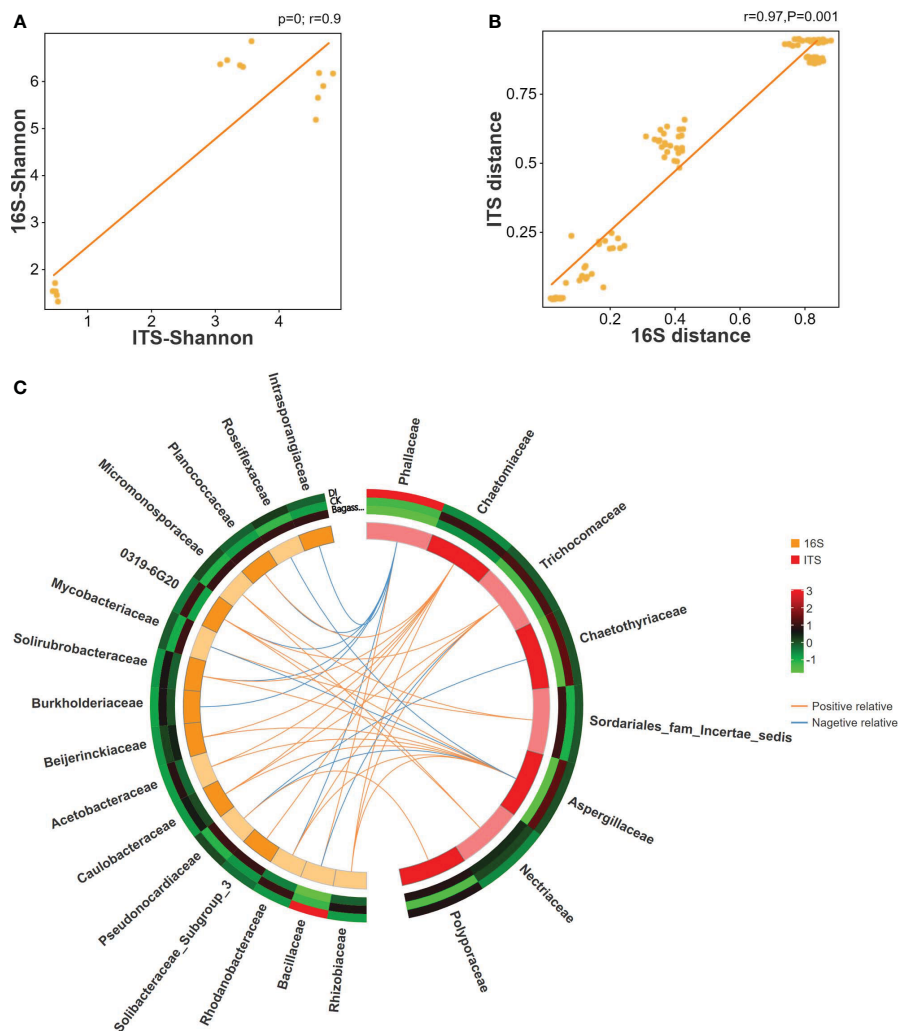 A
p=0; r=0.9
16S-Shannon
6
5
4
3
2
1
2
3
4
ITS-Shannon
B
r=0.97,P=0.001
ITS distance
0.75
0.5
0.25
0.2
0.4
0.6
0.8
16S distance
C
Intrasporangiaceae
Roseiflexaceae
Planococcaceae
Micromonosporaceae
0319-6G20
Mycobacteriaceae
Solirubrobacteraceae
Burkholderiaceae
Beijerinckiaceae
Acetobacteraceae
Caulobacteraceae
Pseudonocardiaceae
Solibacteraceae_Subgroup_3
Rhodanobacteraceae
Bacillaceae
Rhizobiaceae
CK
Bagass...
Phallaceae
Chaetomiaceae
Trichocomaceae
Chaetothyriaceae
Sordariales_fam_Incertae_sedis
Aspergillaceae
Nectriaceae
Polyporaceae
16S
ITS
3
2
1
0
-1
Positive relative
Nagetive relative